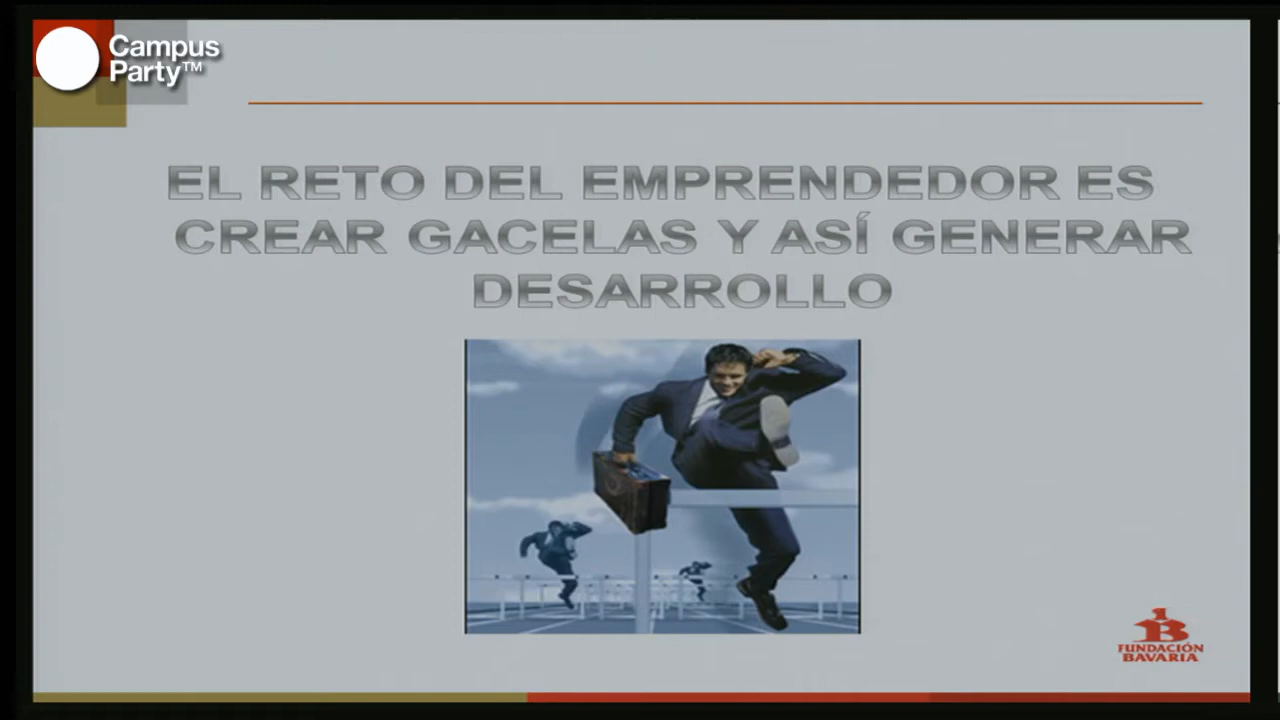 Campus
Party™
EL RETO DEL EMPRENDEDOR ES
CREAR GACELAS Y ASÍ GENERAR
DESARROLLO
FUNDACIÓN
BAVARIA